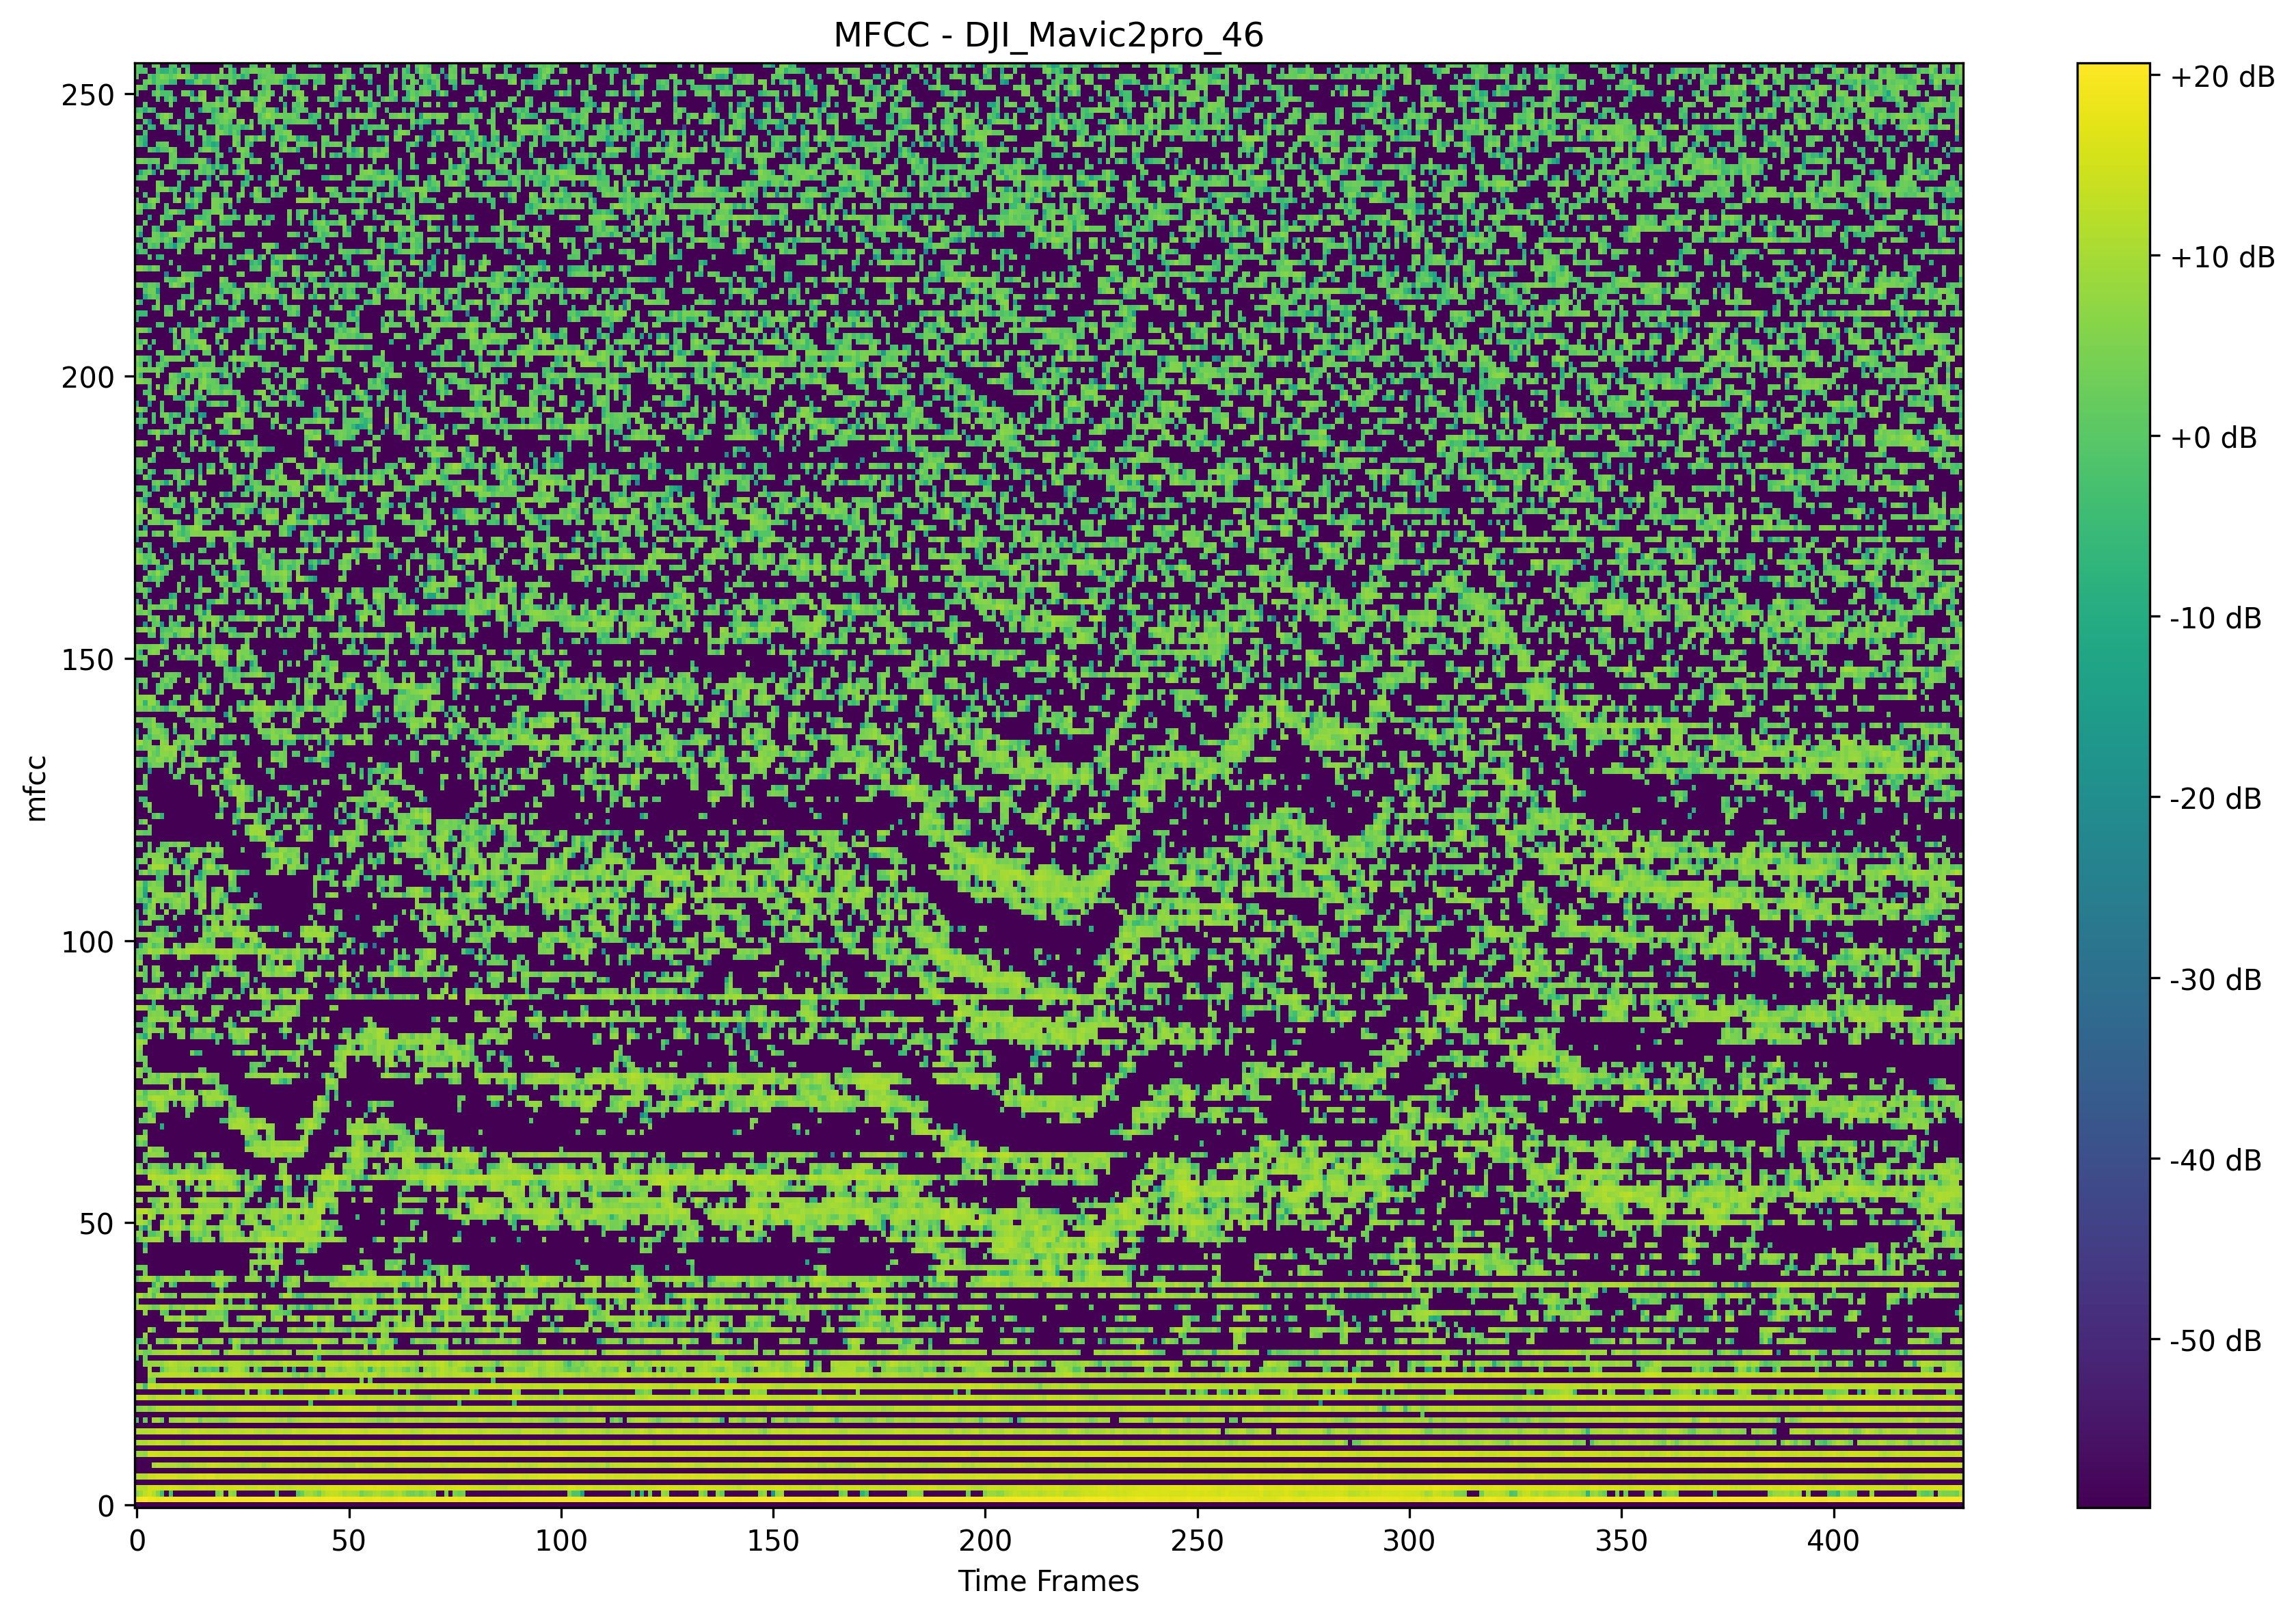 MFCC - DJI_Mavic2pro_46
250
200
150
100
50
0
mfcc
0
50
100
150
200
250
300
350
400
Time Frames
+20 dB
+10 dB
+0 dB
-10 dB
-20 dB
-30 dB
-40 dB
-50 dB